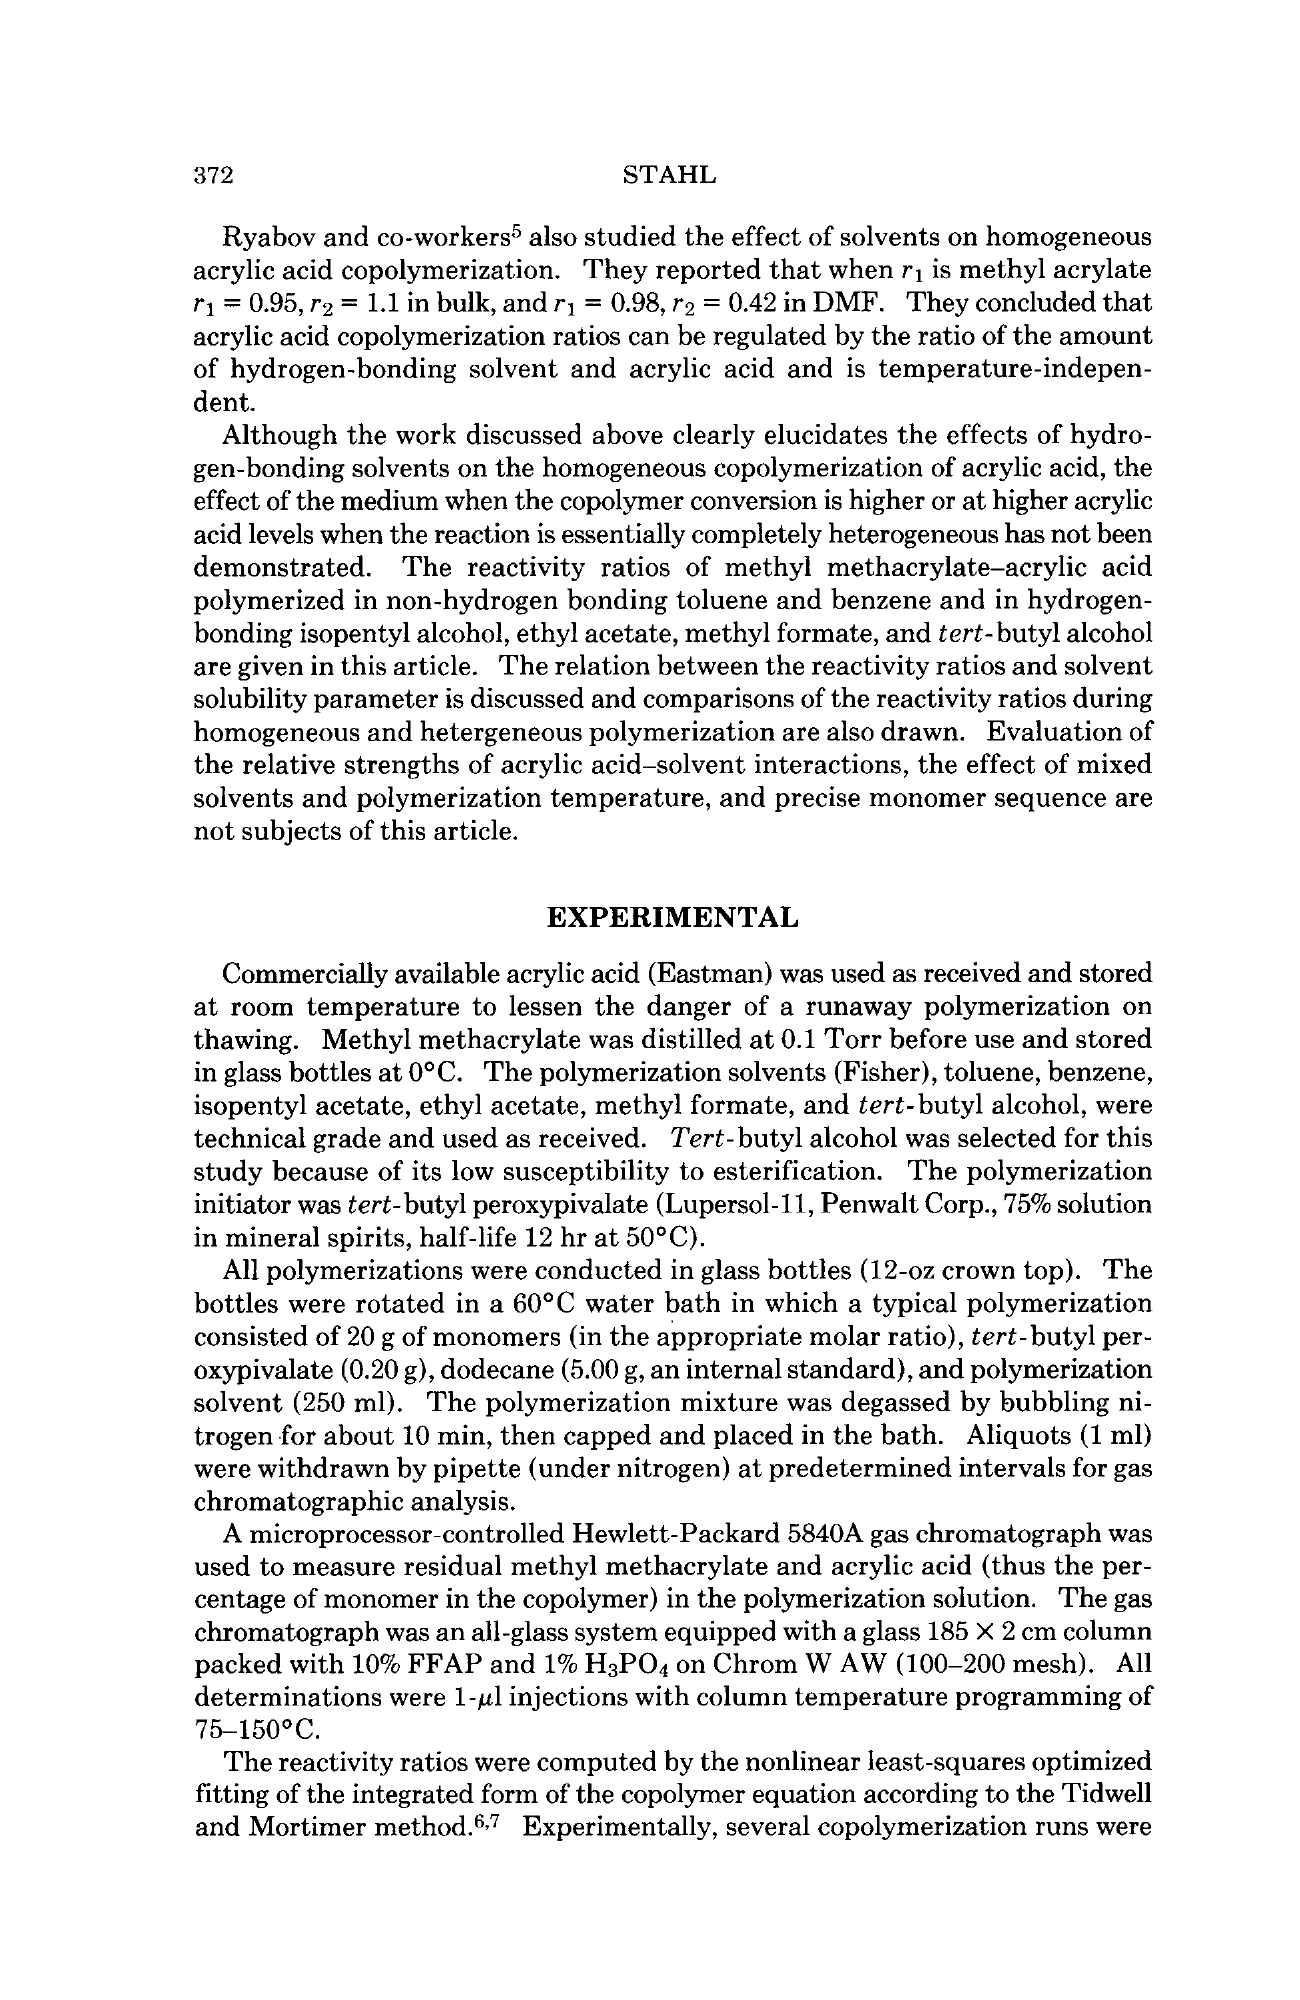 372 STAHL
Ryabov and co-workers⁵ also studied the effect of solvents on homogeneous
acrylic acid copolymerization. They reported that when r₁ is methyl acrylate
r₁ = 0.95, r₂ = 1.1 in bulk, and r₁ = 0.98, r₂ = 0.42 in DMF. They concluded that
acrylic acid copolymerization ratios can be regulated by the ratio of the amount
of hydrogen-bonding solvent and acrylic acid and is temperature-indepen-
dent.
Although the work discussed above clearly elucidates the effects of hydro-
gen-bonding solvents on the homogeneous copolymerization of acrylic acid, the
effect of the medium when the copolymer conversion is higher or at higher acrylic
acid levels when the reaction is essentially completely heterogeneous has not been
demonstrated. The reactivity ratios of methyl methacrylate–acrylic acid
polymerized in non-hydrogen bonding toluene and benzene and in hydrogen-
bonding isopentyl alcohol, ethyl acetate, methyl formate, and tert-butyl alcohol
are given in this article. The relation between the reactivity ratios and solvent
solubility parameter is discussed and comparisons of the reactivity ratios during
homogeneous and hetergeneous polymerization are also drawn. Evaluation of
the relative strengths of acrylic acid–solvent interactions, the effect of mixed
solvents and polymerization temperature, and precise monomer sequence are
not subjects of this article.
EXPERIMENTAL
Commercially available acrylic acid (Eastman) was used as received and stored
at room temperature to lessen the danger of a runaway polymerization on
thawing. Methyl methacrylate was distilled at 0.1 Torr before use and stored
in glass bottles at 0°C. The polymerization solvents (Fisher), toluene, benzene,
isopentyl acetate, ethyl acetate, methyl formate, and tert-butyl alcohol, were
technical grade and used as received. Tert-butyl alcohol was selected for this
study because of its low susceptibility to esterification. The polymerization
initiator was tert-butyl peroxypivalate (Lupersol-11, Penwalt Corp., 75% solution
in mineral spirits, half-life 12 hr at 50°C).
All polymerizations were conducted in glass bottles (12-oz crown top). The
bottles were rotated in a 60°C water bath in which a typical polymerization
consisted of 20 g of monomers (in the appropriate molar ratio), tert-butyl per-
oxypivalate (0.20 g), dodecane (5.00 g, an internal standard), and polymerization
solvent (250 ml). The polymerization mixture was degassed by bubbling ni-
trogen for about 10 min, then capped and placed in the bath. Aliquots (1 ml)
were withdrawn by pipette (under nitrogen) at predetermined intervals for gas
chromatographic analysis.
A microprocessor-controlled Hewlett-Packard 5840A gas chromatograph was
used to measure residual methyl methacrylate and acrylic acid (thus the per-
centage of monomer in the copolymer) in the polymerization solution. The gas
chromatograph was an all-glass system equipped with a glass 185 × 2 cm column
packed with 10% FFAP and 1% H₃PO₄ on Chrom W AW (100–200 mesh). All
determinations were 1-μl injections with column temperature programming of
75–150°C.
The reactivity ratios were computed by the nonlinear least-squares optimized
fitting of the integrated form of the copolymer equation according to the Tidwell
and Mortimer method.⁶,⁷ Experimentally, several copolymerization runs were